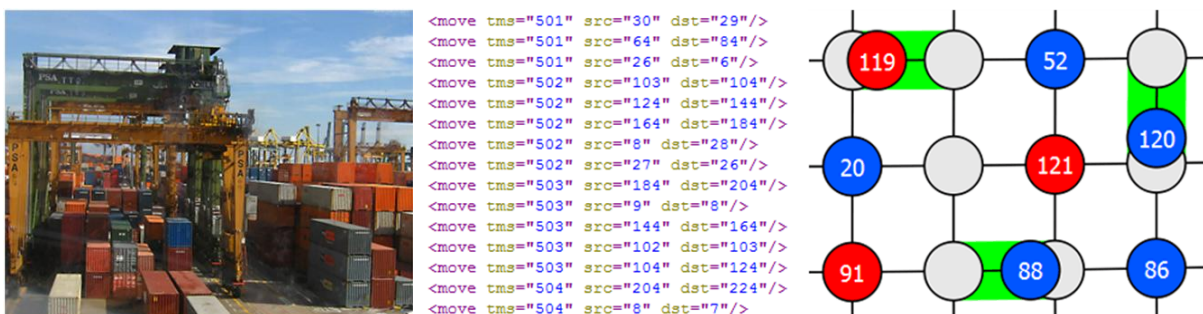 PSA
PSA
PSA
<move tms="501" src="30" dst="29"/>
<move tms="501" src="64" dst="84"/>
<move tms="501" src="26" dst="6"/>
<move tms="502" src="103" dst="104"/>
<move tms="502" src="124" dst="144"/>
<move tms="502" src="164" dst="184"/>
<move tms="502" src="8" dst="28"/>
<move tms="502" src="27" dst="26"/>
<move tms="503" src="184" dst="204"/>
<move tms="503" src="9" dst="8"/>
<move tms="503" src="144" dst="164"/>
<move tms="503" src="102" dst="103"/>
<move tms="503" src="104" dst="124"/>
<move tms="504" src="204" dst="224"/>
<move tms="504" src="8" dst="7"/>
119 52
120
20 121
91 88 86